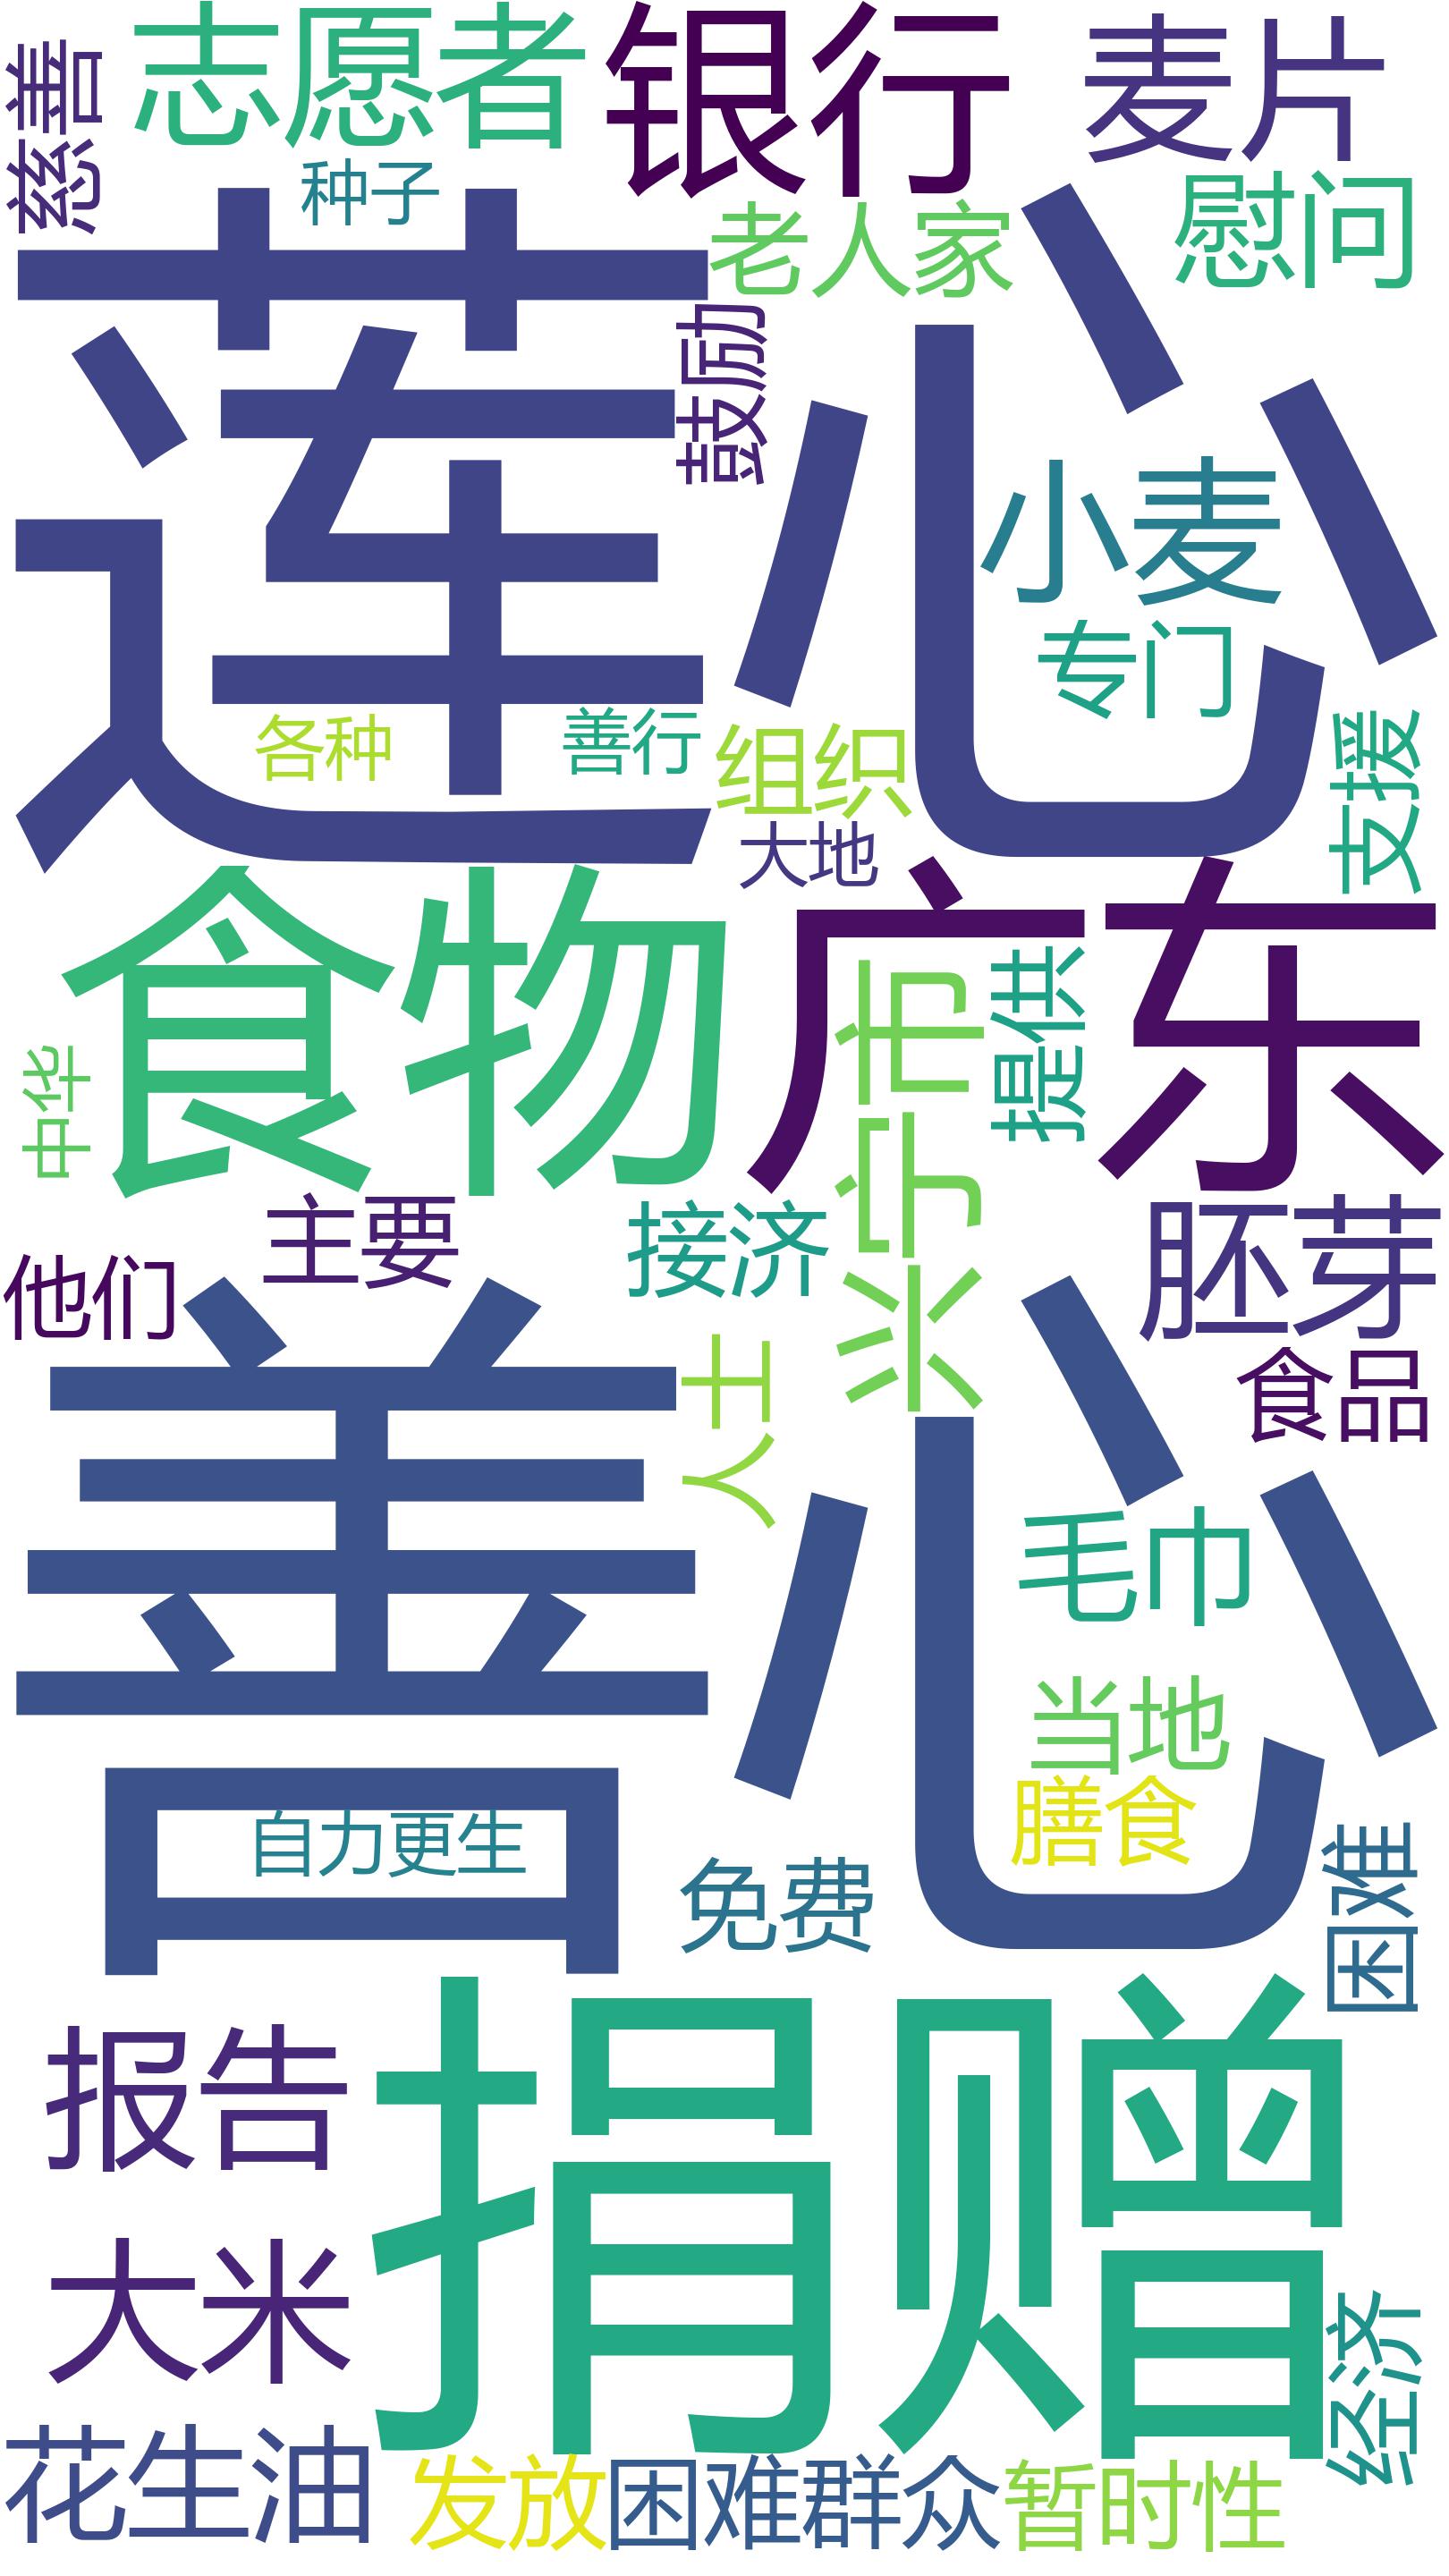 慈善
志愿者
银行
麦片
种子
老人家
慰问
莲心
鼓励
小麦
专门
各种
善行
组织
支援
大地
食物
广东
兴宁市
提供
中华
主要
接济
胚芽
他们
食品
善心
人士
毛巾
当地
膳食
自力更生
免费
困难
捐赠
报告
大米
经济
花生油
发放
困难群众
暂时性